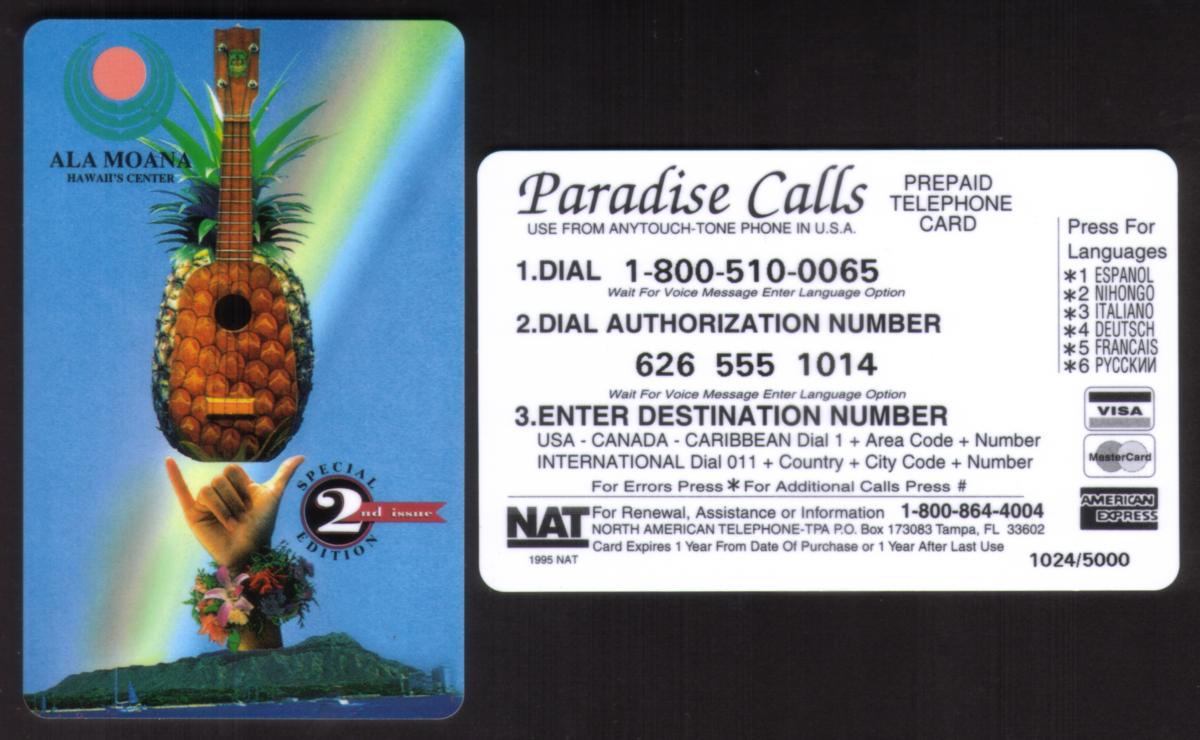 ALA MOANA
HAWAII'S CENTER
SPECIAL
2nd issue
EDITION
Paradise Calls
PREPAID
TELEPHONE
CARD
USE FROM ANYTOUCH-TONE PHONE IN U.S.A.
1.DIAL 1-800-510-0065
Wait For Voice Message Enter Language Option
2.DIAL AUTHORIZATION NUMBER
626 555 1014
Wait For Voice Message Enter Language Option
3.ENTER DESTINATION NUMBER
USA - CANADA - CARIBBEAN Dial 1 + Area Code + Number
INTERNATIONAL Dial 011 + Country + City Code + Number
For Errors Press * For Additional Calls Press #
Press For
Languages
*1 ESPANOL
*2 NIHONGO
*3 ITALIANO
*4 DEUTSCH
*5 FRANCAIS
*6 РУССКИИ
VISA
MasterCard
AMERICAN
EXPRESS
NAT
For Renewal, Assistance or Information 1-800-864-4004
NORTH AMERICAN TELEPHONE-TPA P.O. Box 173083 Tampa, FL 33602
Card Expires 1 Year From Date Of Purchase or 1 Year After Last Use
1995 NAT
1024/5000